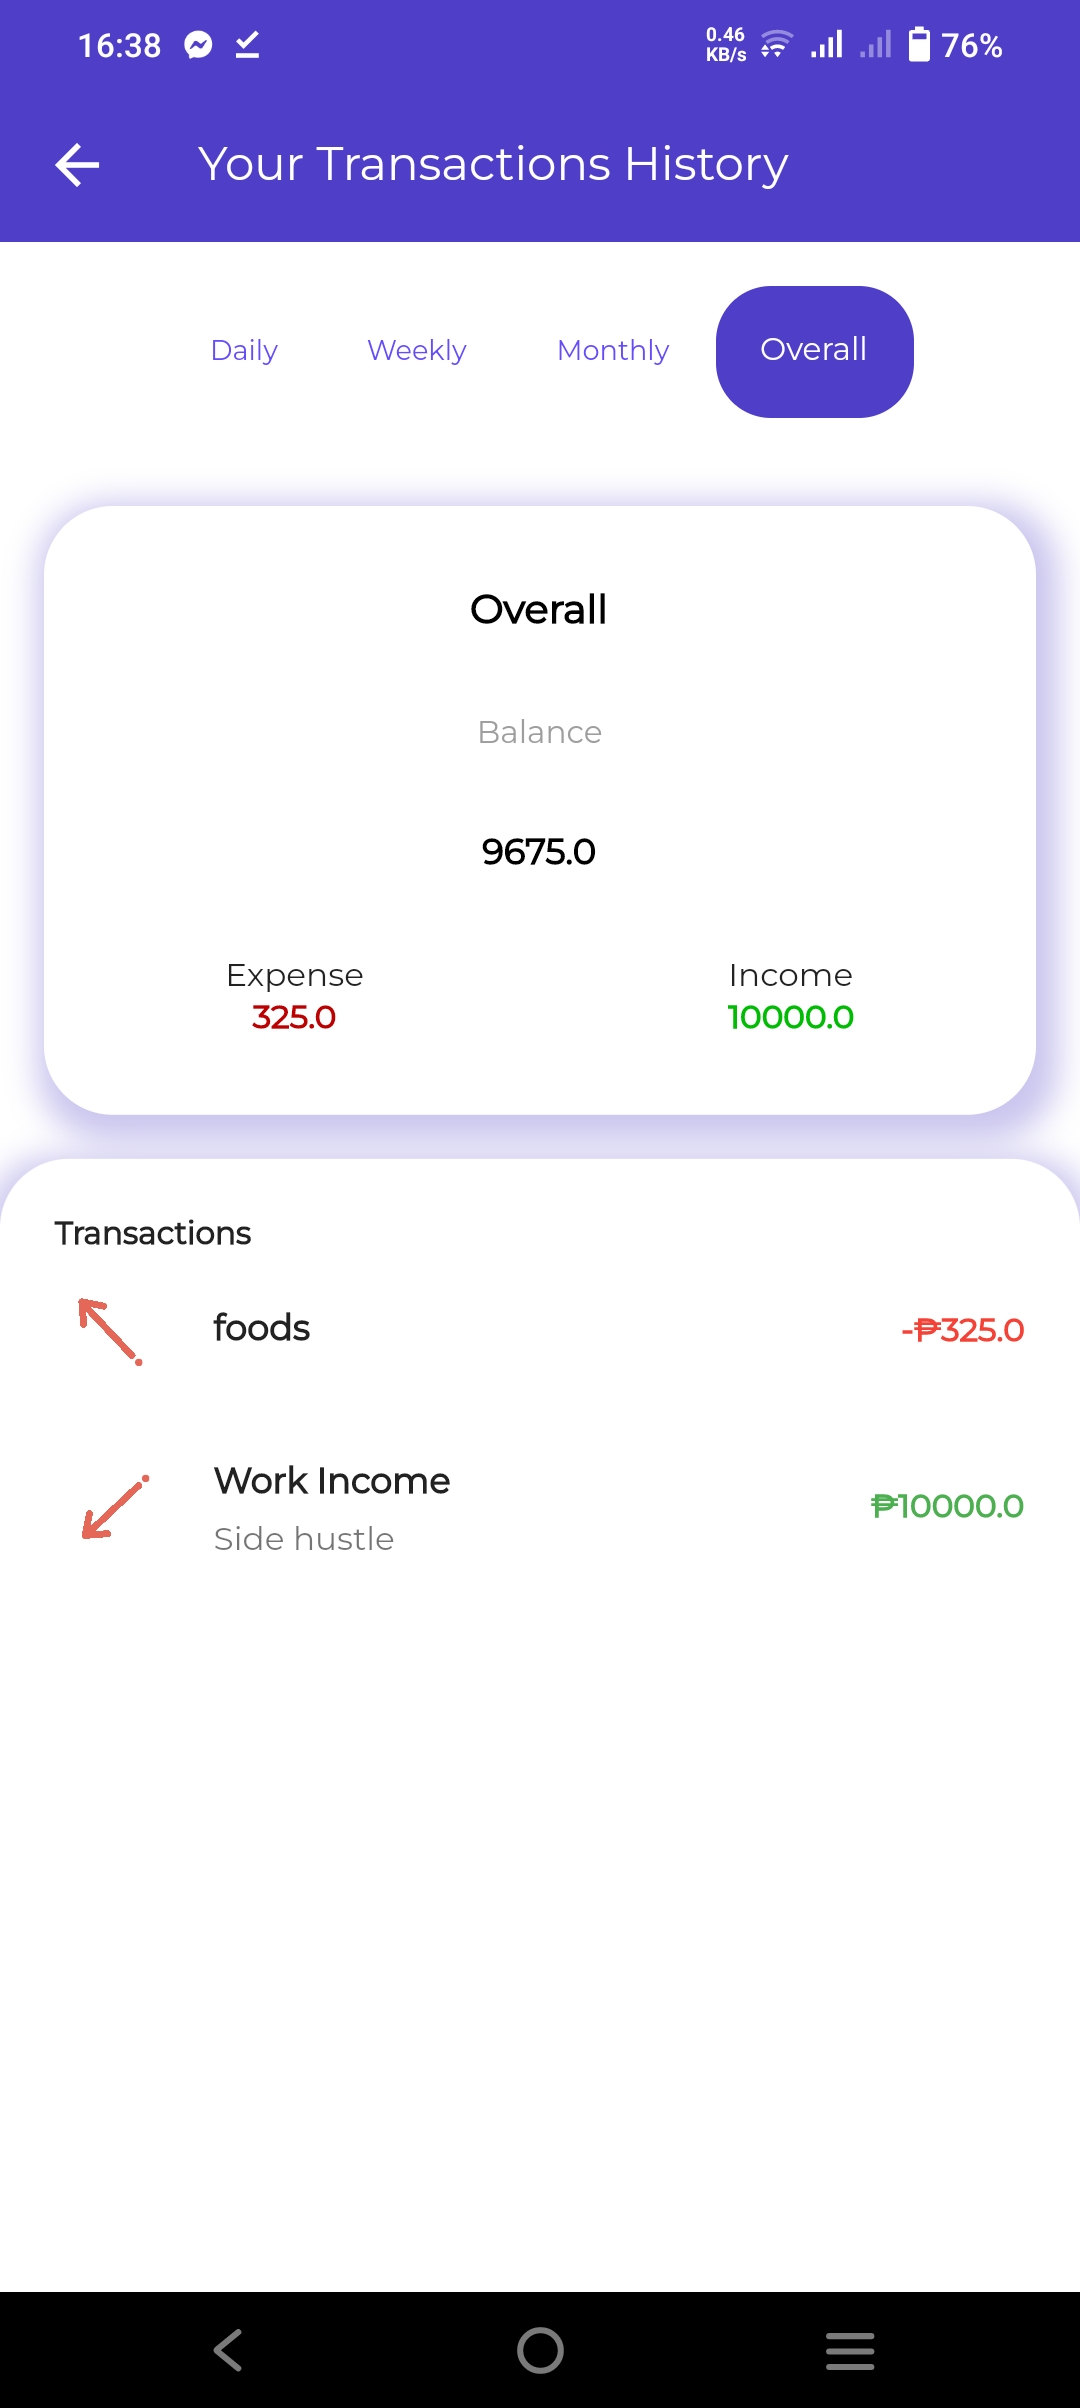 16:38
0.46 KB/s
76%
Your Transactions History
Daily Weekly Monthly Overall
Overall
Balance
9675.0
Expense Income
325.0 10000.0
Transactions
foods -₱325.0
Work Income
₱10000.0
Side hustle